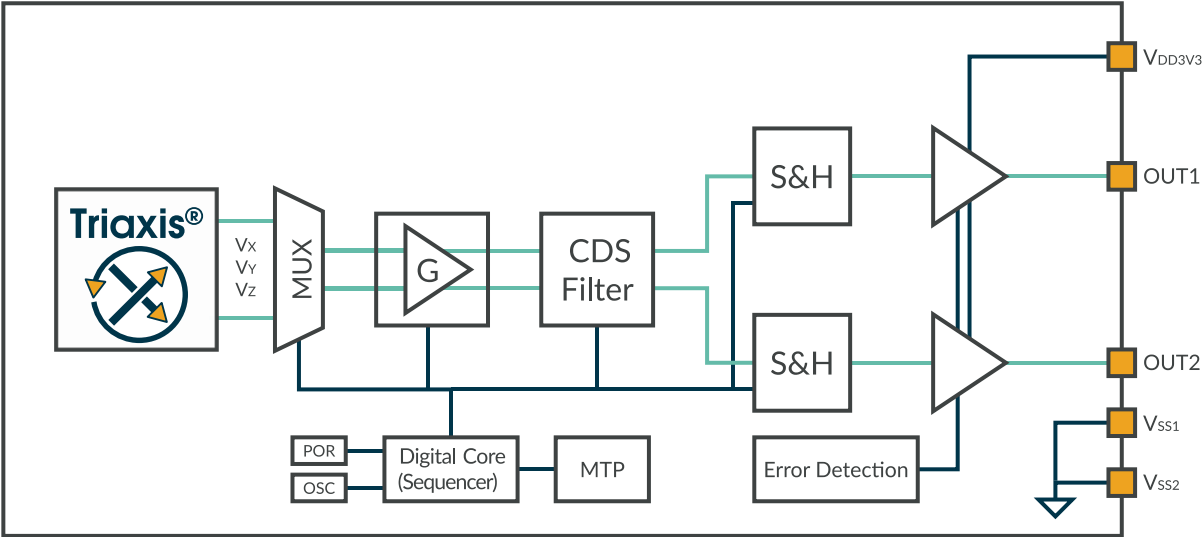 VDD3V3
S&H
OUT1
Triaxis®
VX
VY
VZ
MUX
G
CDS
Filter
S&H
OUT2
VSS1
POR
OSC
Digital Core
(Sequencer)
MTP
Error Detection
VSS2